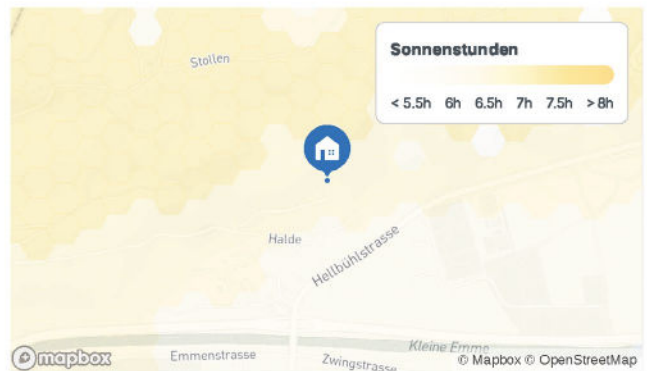 Stollen
Sonnenstunden
< 5.5h 6h 6.5h 7h 7.5h > 8h
Halde
Hellbühlstrasse
Kleine Emme
mapbox
Emmenstrasse
Zwingstrasse
© Mapbox © OpenStreetMap